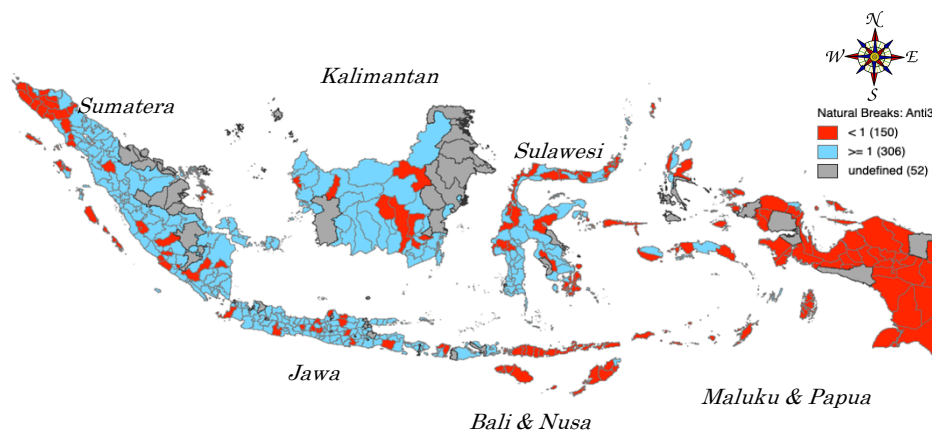 N
W
E
S
Kalimantan
Sumatera
Natural Breaks: Anti3
< 1 (150)
>= 1 (306)
undefined (52)
Sulawesi
Jawa
Maluku & Papua
Bali & Nusa